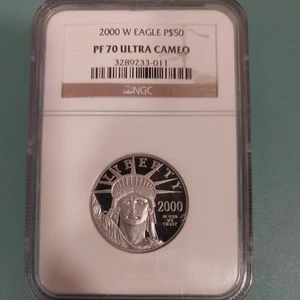 2000 W EAGLE P$50
PF 70 ULTRA CAMEO
3289233-011
NGC
LIBERTY
2000
IN GOD
WE
TRUST